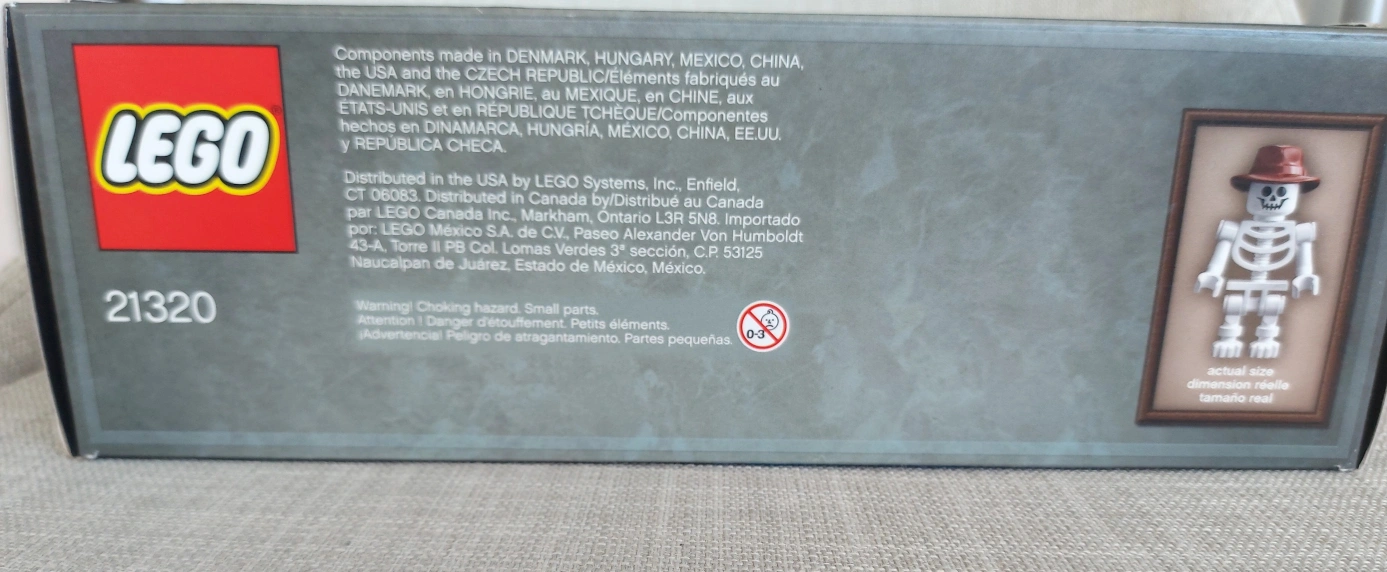 LEGO
21320
Components made in DENMARK, HUNGARY, MEXICO, CHINA,
the USA and the CZECH REPUBLIC/Éléments fabriqués au
DANEMARK, en HONGRIE, au MEXIQUE, en CHINE, aux
ÉTATS-UNIS et en RÉPUBLIQUE TCHÈQUE/Componentes
hechos en DINAMARCA, HUNGRÍA, MÉXICO, CHINA, EE.UU.
y REPÚBLICA CHECA.
Distributed in the USA by LEGO Systems, Inc., Enfield,
CT 06083. Distributed in Canada by/Distribué au Canada
par LEGO Canada Inc., Markham, Ontario L3R 5N8. Importado
por: LEGO México S.A. de C.V., Paseo Alexander Von Humboldt
43-A, Torre II PB Col. Lomas Verdes 3ª sección, C.P. 53125
Naucalpan de Juárez, Estado de México, México.
Warning! Choking hazard. Small parts.
Attention ! Danger d'étouffement. Petits éléments.
¡Advertencia! Peligro de atragantamiento. Partes pequeñas.
0-3
actual size
dimension réelle
tamaño real